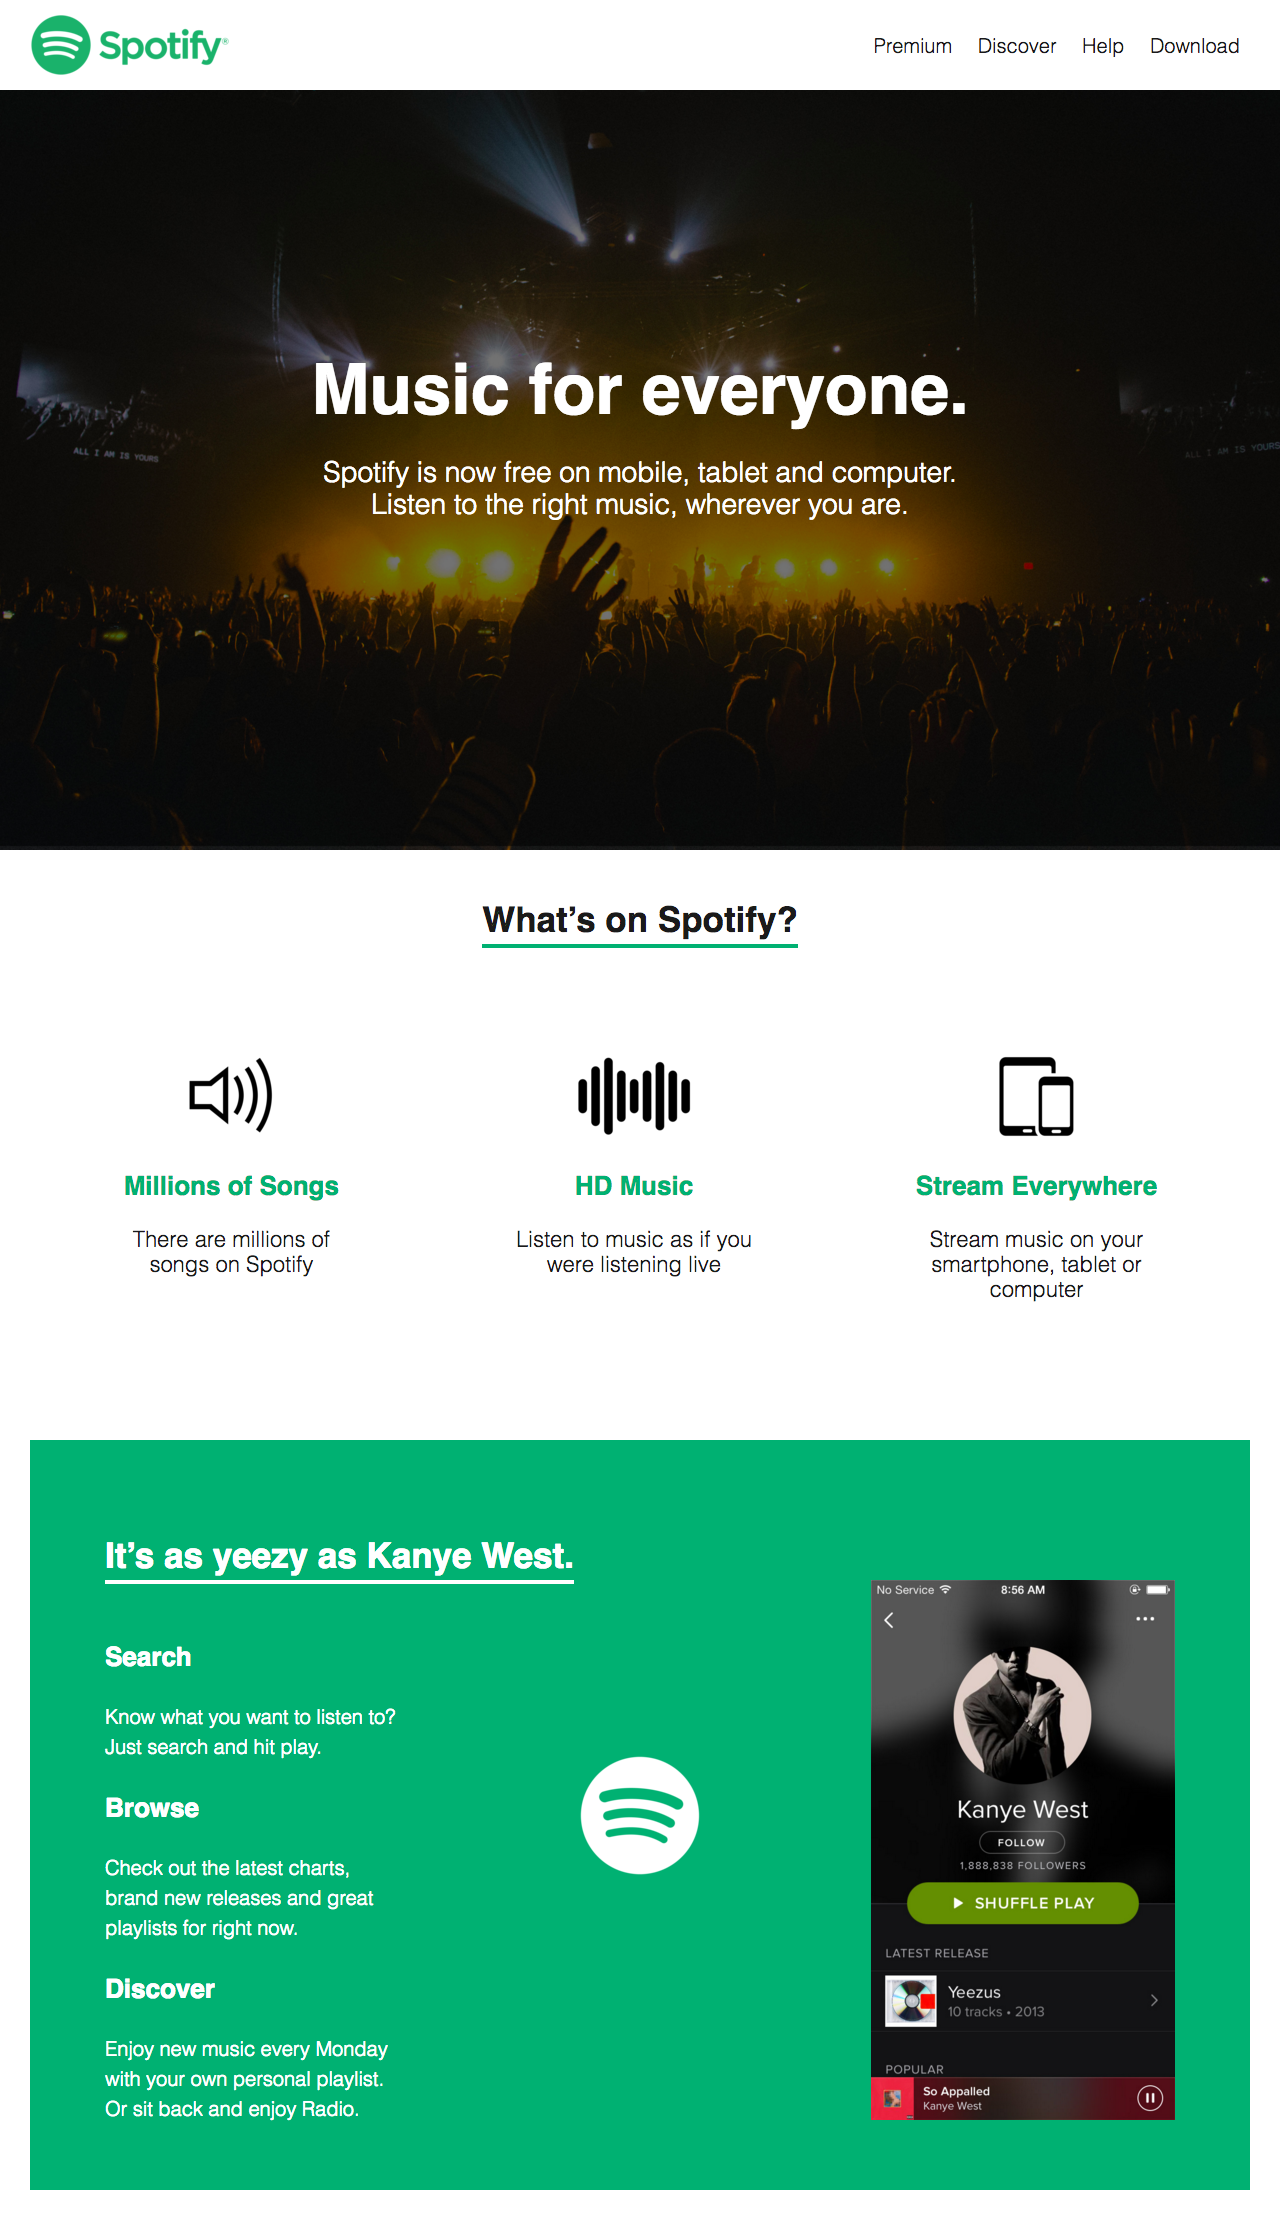 Spotify®
Premium Discover Help Download
Music for everyone.
ALL I AM IS YOURS
ALL I AM IS YOURS
Spotify is now free on mobile, tablet and computer.
Listen to the right music, wherever you are.
What’s on Spotify?
Millions of Songs
There are millions of
songs on Spotify
HD Music
Listen to music as if you
were listening live
Stream Everywhere
Stream music on your
smartphone, tablet or
computer
It’s as yeezy as Kanye West.
Search
Know what you want to listen to?
Just search and hit play.
Browse
Check out the latest charts,
brand new releases and great
playlists for right now.
Discover
Enjoy new music every Monday
with your own personal playlist.
Or sit back and enjoy Radio.
No Service 8:56 AM
Kanye West
FOLLOW
1,888,838 FOLLOWERS
SHUFFLE PLAY
LATEST RELEASE
Yeezus
10 tracks • 2013
POPULAR
So Appalled
Kanye West